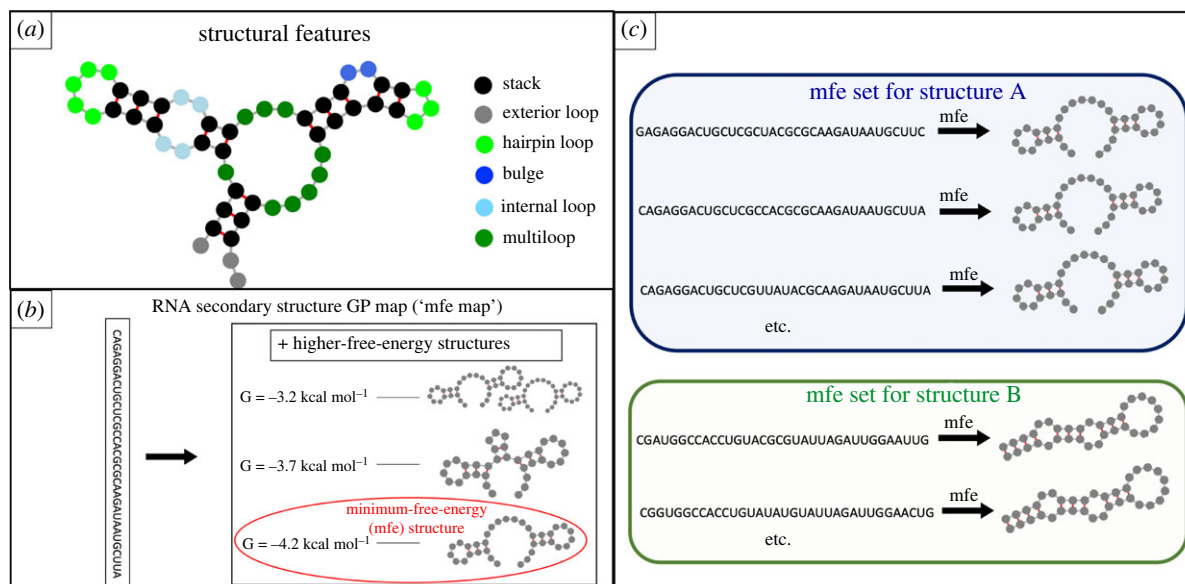 (a)
structural features
stack
exterior loop
hairpin loop
bulge
internal loop
multiloop
(b)
RNA secondary structure GP map ('mfe map')
CAGAGGACUGCUCGCCACGCGCAAGAUAAUGCUUA
+ higher-free-energy structures
G = –3.2 kcal mol⁻¹
G = –3.7 kcal mol⁻¹
minimum-free-energy
(mfe) structure
G = –4.2 kcal mol⁻¹
(c)
mfe set for structure A
GAGAGGACUGCUCGCUACGCGCAAGAUAAUGCUUC
mfe
CAGAGGACUGCUCGCCACGCGCAAGAUAAUGCUUA
mfe
CAGAGGACUGCUCGUUAUACGCAAGAUAAUGCUUA
mfe
etc.
mfe set for structure B
CGAUGGCCACCUGUACGCGUAUUAGAUUGGAAUUG
mfe
CGGUGGCCACCUGUAUAUGUAUUAGAUUGGAACUG
mfe
etc.